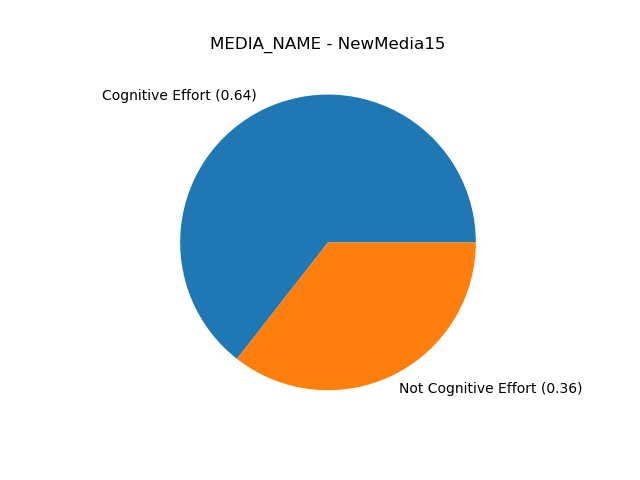 MEDIA_NAME - NewMedia15
Cognitive Effort (0.64)
Not Cognitive Effort (0.36)